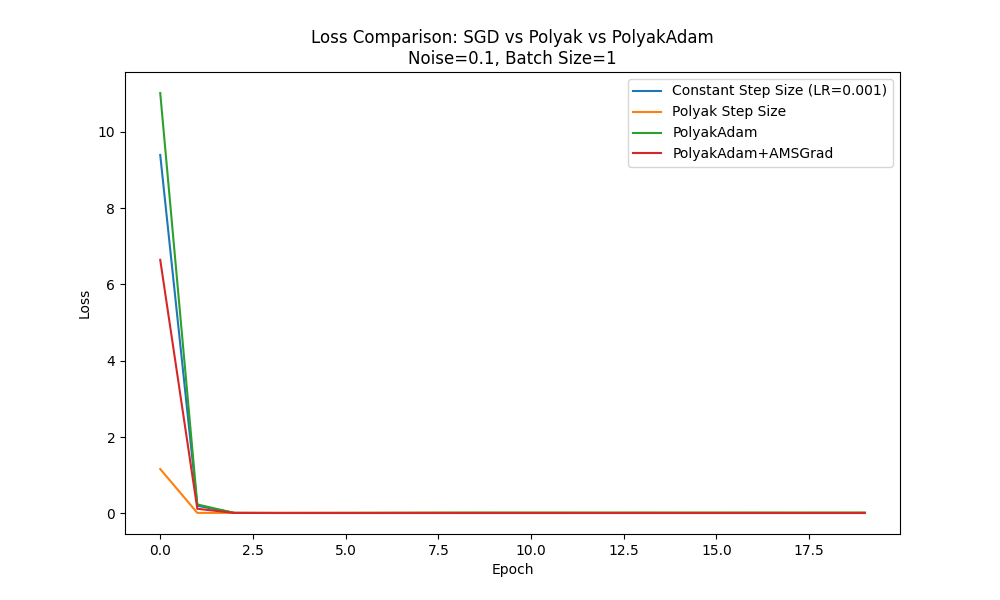 Loss Comparison: SGD vs Polyak vs PolyakAdam
Noise=0.1, Batch Size=1
Constant Step Size (LR=0.001)
Polyak Step Size
PolyakAdam
PolyakAdam+AMSGrad
Loss
10
8
6
4
2
0
0.0 2.5 5.0 7.5 10.0 12.5 15.0 17.5
Epoch